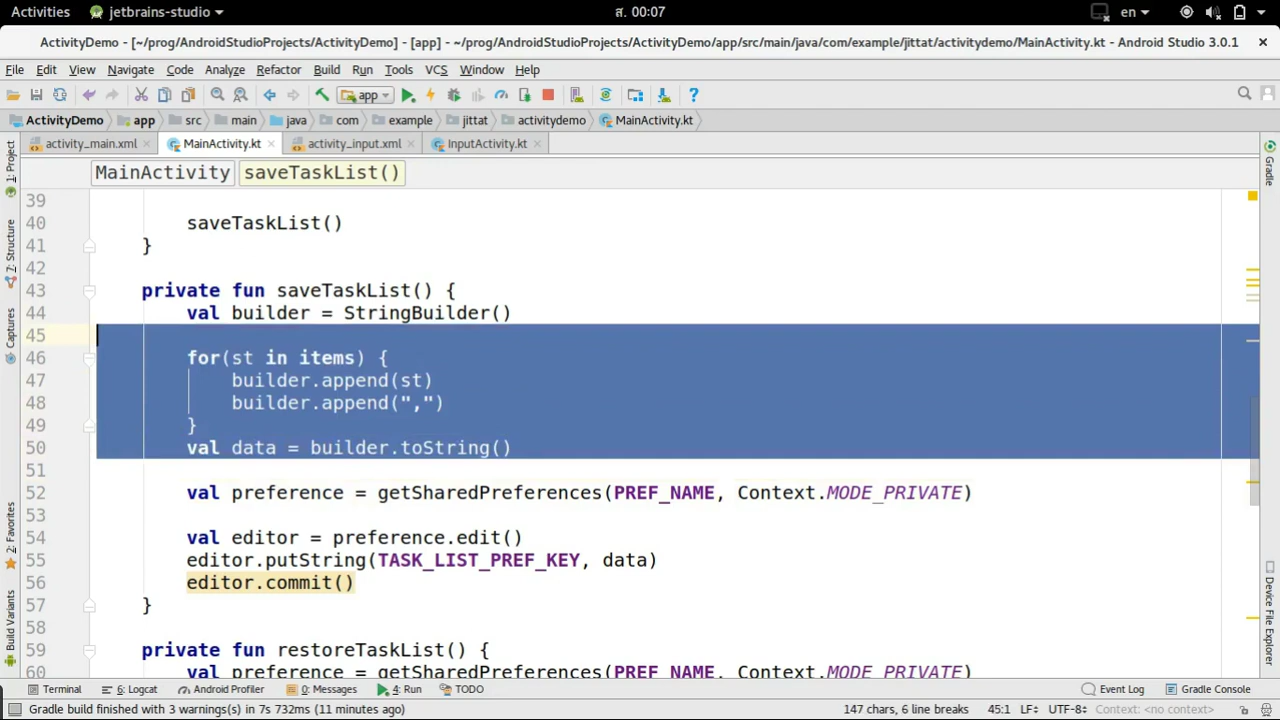 Activities jetbrains-studio ส. 00:07 en
ActivityDemo - [~/prog/AndroidStudioProjects/ActivityDemo] - [app] - ~/prog/AndroidStudioProjects/ActivityDemo/app/src/main/java/com/example/jittat/activitydemo/MainActivity.kt - Android Studio 3.0.1
File Edit View Navigate Code Analyze Refactor Build Run Tools VCS Window Help
app
ActivityDemo app src main java com example jittat activitydemo MainActivity.kt
activity_main.xml MainActivity.kt activity_input.xml InputActivity.kt
MainActivity saveTaskList()
39
40 saveTaskList()
41 }
42
43 private fun saveTaskList() {
44 val builder = StringBuilder()
45
46 for(st in items) {
47 builder.append(st)
48 builder.append(",")
49 }
50 val data = builder.toString()
51
52 val preference = getSharedPreferences(PREF_NAME, Context.MODE_PRIVATE)
53
54 val editor = preference.edit()
55 editor.putString(TASK_LIST_PREF_KEY, data)
56 editor.commit()
57 }
58
59 private fun restoreTaskList() {
60 val preference = getSharedPreferences(PREF_NAME, Context.MODE_PRIVATE)
1: Project
7: Structure
Captures
2: Favorites
Build Variants
Gradle
Device File Explorer
Terminal 6: Logcat Android Profiler 0: Messages 4: Run TODO Event Log Gradle Console
Gradle build finished with 3 warnings(s) in 7s 732ms (11 minutes ago) 147 chars, 6 line breaks 45:1 LF÷ UTF-8÷ Context: <no context>